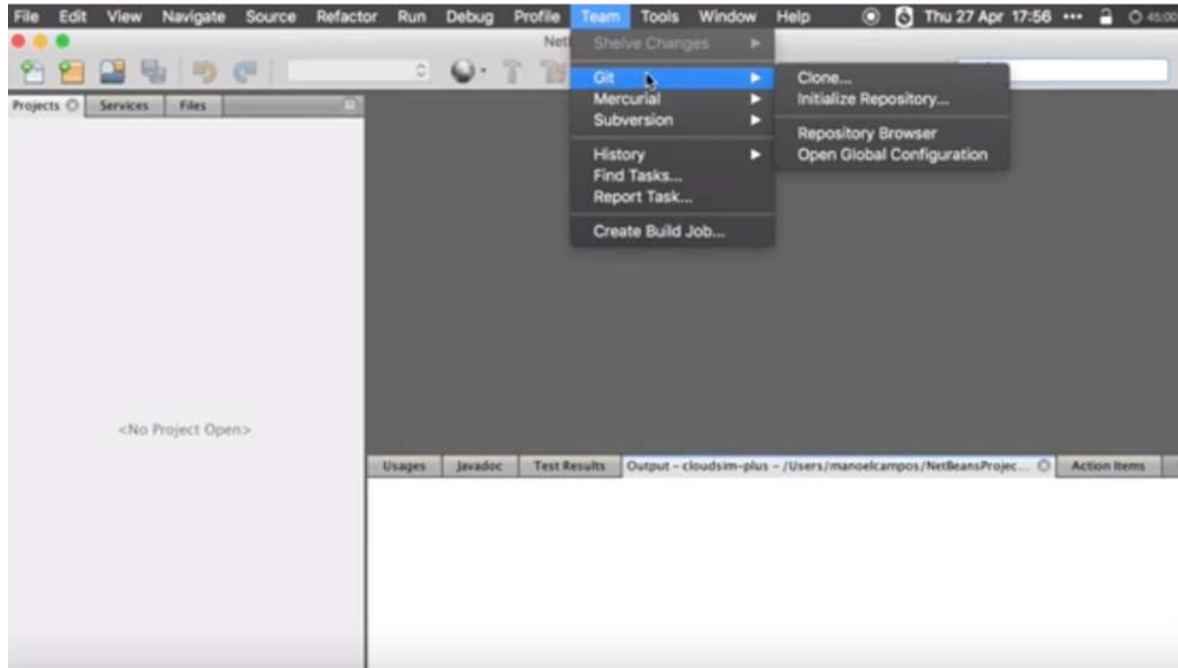 File Edit View Navigate Source Refactor Run Debug Profile Team Tools Window Help Thu 27 Apr 17:56 ••• 45:00
Net
Shelve Changes
Git
Mercurial
Subversion
History
Find Tasks...
Report Task...
Create Build Job...
Clone...
Initialize Repository...
Repository Browser
Open Global Configuration
Projects Services Files
<No Project Open>
Usages Javadoc Test Results Output - cloudsim-plus - /Users/manoelcampos/NetBeansProjec... Action Items